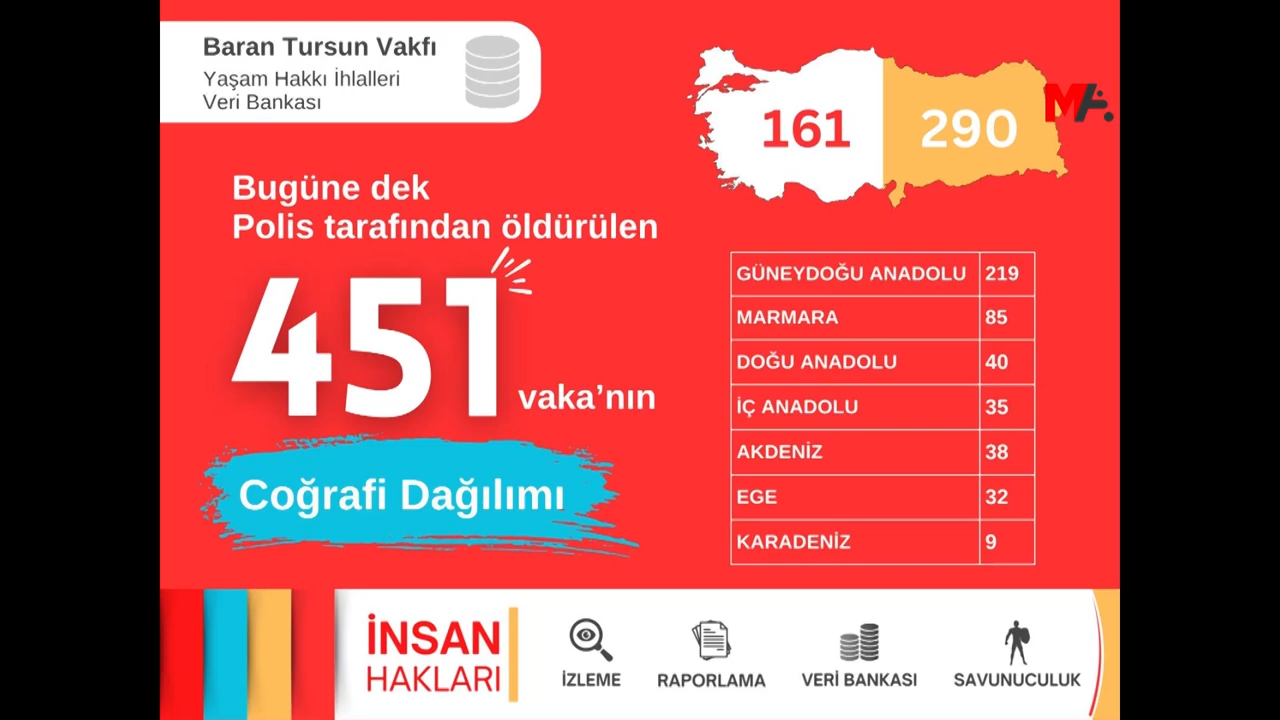 Baran Tursun Vakfı
Yaşam Hakkı İhlalleri
Veri Bankası
161
290
MA
Bugüne dek
Polis tarafından öldürülen
451 vaka’nın
Coğrafi Dağılımı
GÜNEYDOĞU ANADOLU 219
MARMARA 85
DOĞU ANADOLU 40
İÇ ANADOLU 35
AKDENİZ 38
EGE 32
KARADENİZ 9
İNSAN
HAKLARI
İZLEME
RAPORLAMA
VERİ BANKASI
SAVUNUCULUK